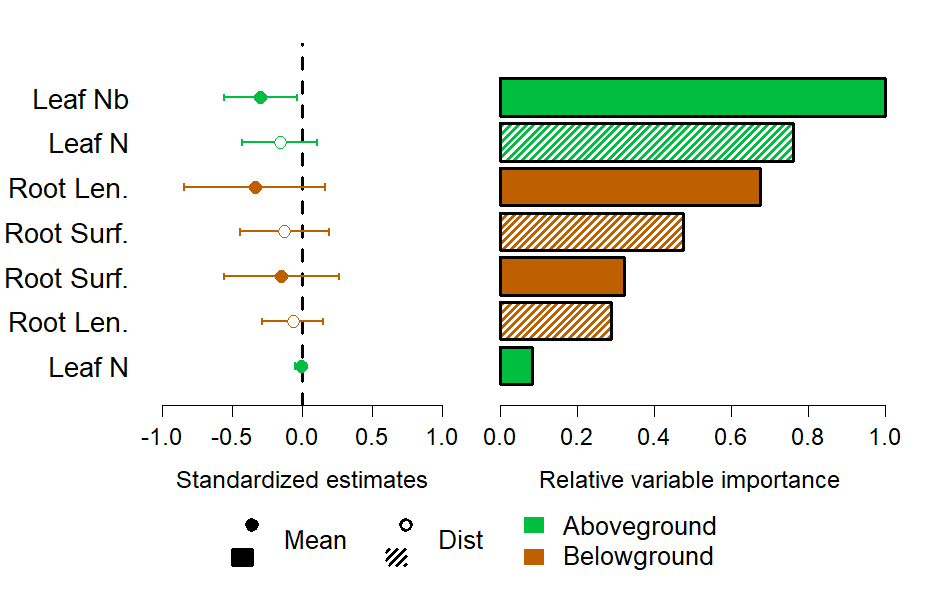 Leaf Nb
Leaf N
Root Len.
Root Surf.
Root Surf.
Root Len.
Leaf N
-1.0 -0.5 0.0 0.5 1.0
0.0 0.2 0.4 0.6 0.8 1.0
Standardized estimates
Relative variable importance
Mean
Dist
Aboveground
Belowground